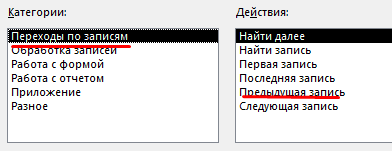 Категории:
Переходы по записям
Обработка записей
Работа с формой
Работа с отчетом
Приложение
Разное
Действия:
Найти далее
Найти запись
Первая запись
Последняя запись
Предыдущая запись
Следующая запись